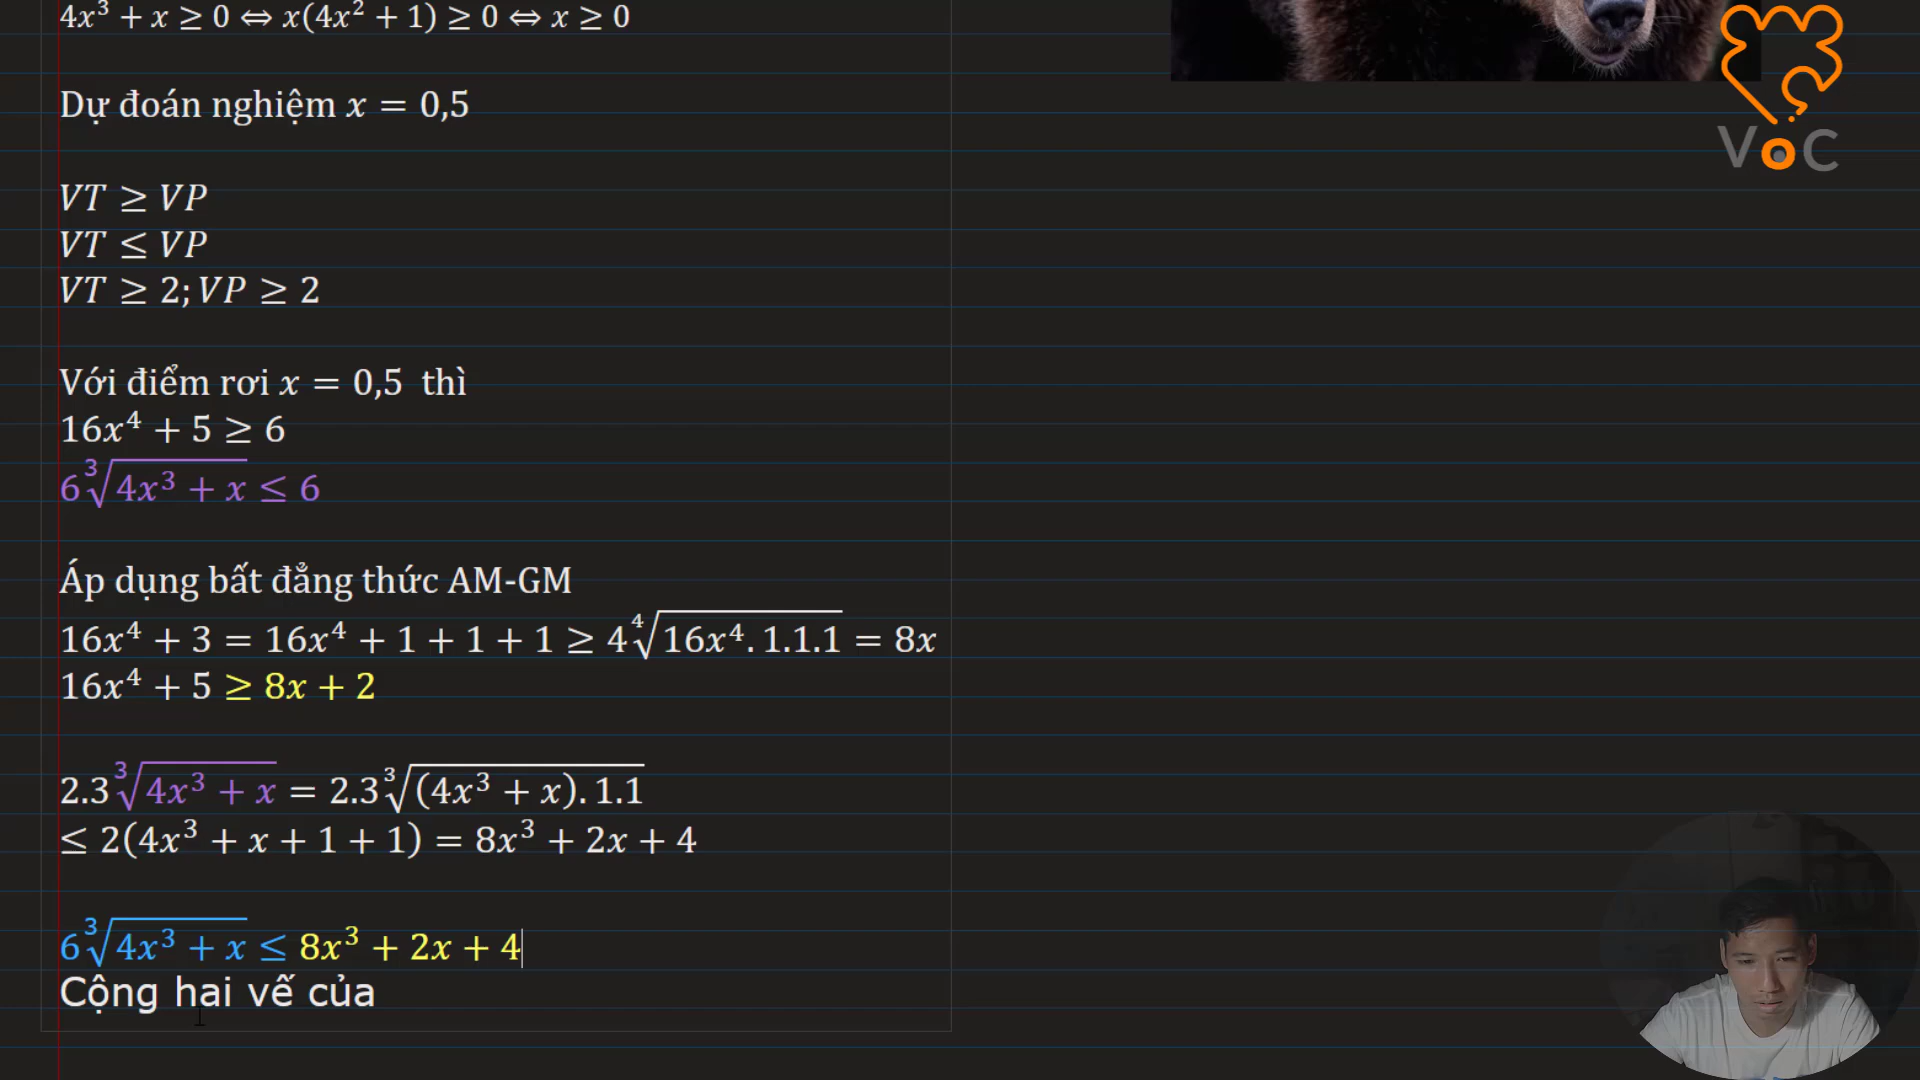 4x³ + x ≥ 0 ⇔ x(4x² + 1) ≥ 0 ⇔ x ≥ 0
Dự đoán nghiệm x = 0,5
VT ≥ VP
VT ≤ VP
VT ≥ 2; VP ≥ 2
Với điểm rơi x = 0,5 thì
16x⁴ + 5 ≥ 6
6∛(4x³ + x) ≤ 6
Áp dụng bất đẳng thức AM-GM
16x⁴ + 3 = 16x⁴ + 1 + 1 + 1 ≥ 4∜(16x⁴.1.1.1) = 8x
16x⁴ + 5 ≥ 8x + 2
2.3∛(4x³ + x) = 2.3∛((4x³ + x).1.1)
≤ 2(4x³ + x + 1 + 1) = 8x³ + 2x + 4
6∛(4x³ + x) ≤ 8x³ + 2x + 4
Cộng hai vế của
VOC